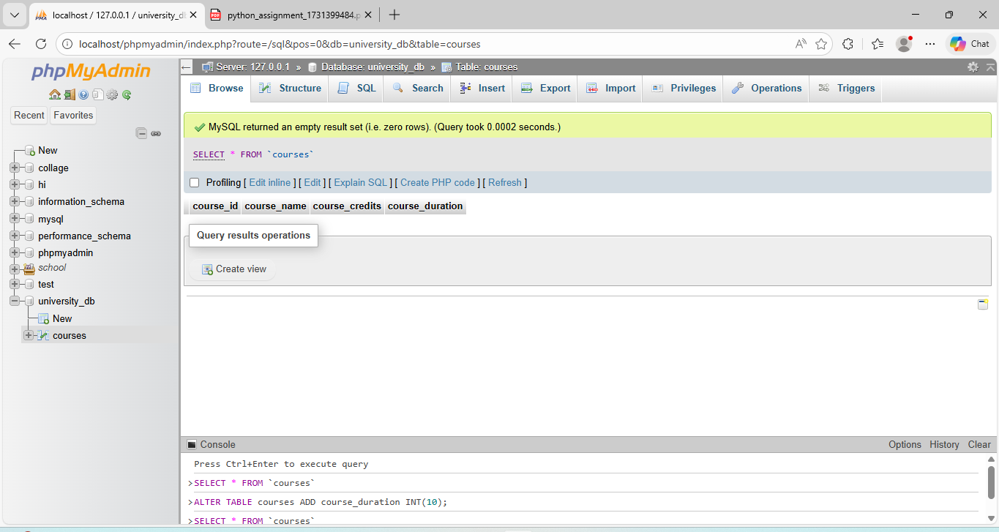 localhost / 127.0.0.1 / university_d
python_assignment_1731399484.p
localhost/phpmyadmin/index.php?route=/sql&pos=0&db=university_db&table=courses
Chat
phpMyAdmin
Recent Favorites
New
collage
hi
information_schema
mysql
performance_schema
phpmyadmin
school
test
university_db
New
courses
Server: 127.0.0.1 » Database: university_db » Table: courses
Browse Structure SQL Search Insert Export Import Privileges Operations Triggers
MySQL returned an empty result set (i.e. zero rows). (Query took 0.0002 seconds.)
SELECT * FROM `courses`
Profiling [ Edit inline ] [ Edit ] [ Explain SQL ] [ Create PHP code ] [ Refresh ]
course_id course_name course_credits course_duration
Query results operations
Create view
Console Options History Clear
Press Ctrl+Enter to execute query
>SELECT * FROM `courses`
>ALTER TABLE courses ADD course_duration INT(10);
>SELECT * FROM `courses`